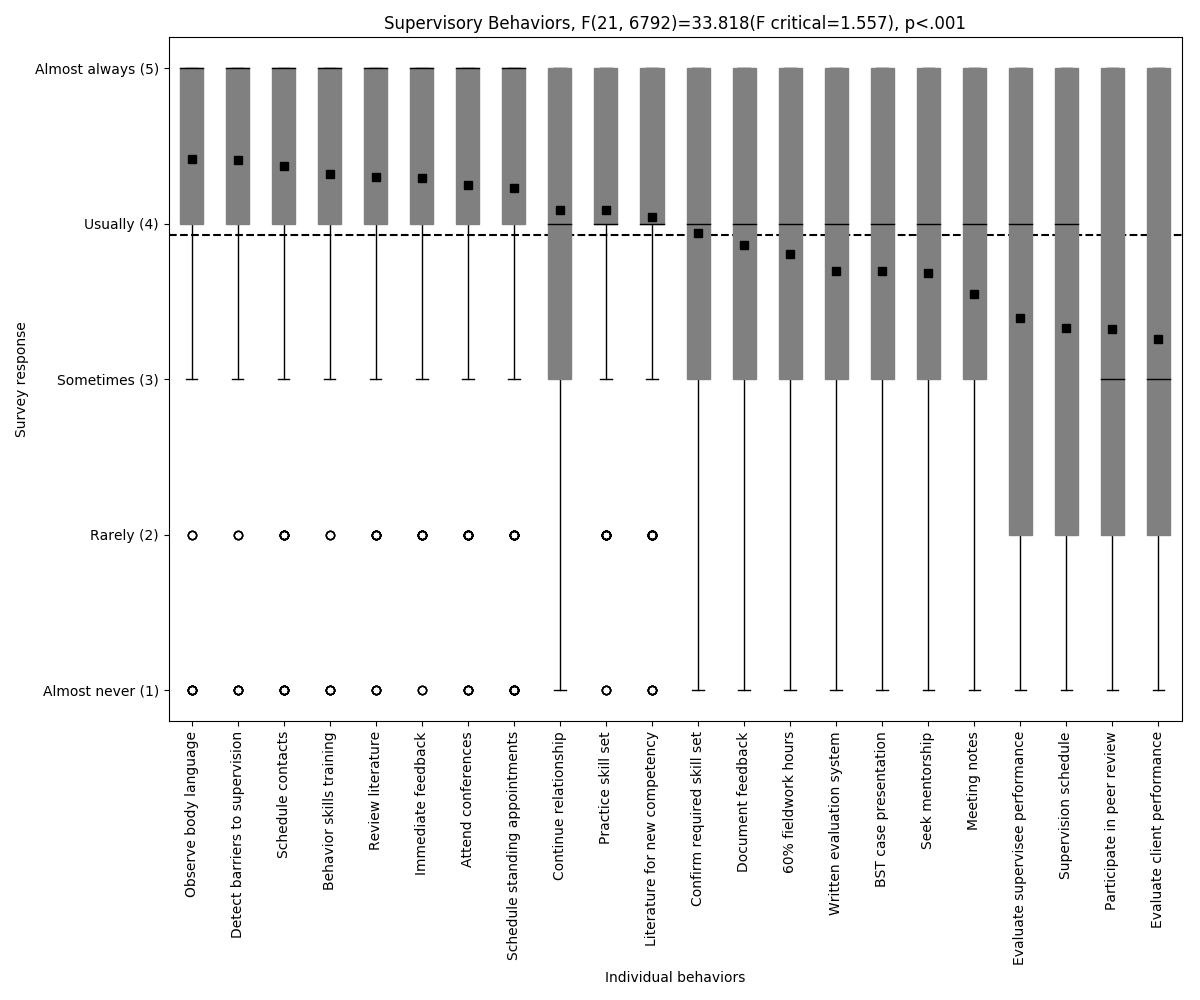 Supervisory Behaviors, F(21, 6792)=33.818(F critical=1.557), p<.001
Almost always (5)
Usually (4)
Sometimes (3)
Rarely (2)
Almost never (1)
Survey response
Observe body language
Detect barriers to supervision
Schedule contacts
Behavior skills training
Review literature
Immediate feedback
Attend conferences
Schedule standing appointments
Continue relationship
Practice skill set
Literature for new competency
Confirm required skill set
Document feedback
60% fieldwork hours
Written evaluation system
BST case presentation
Seek mentorship
Meeting notes
Evaluate supervisee performance
Supervision schedule
Participate in peer review
Evaluate client performance
Individual behaviors